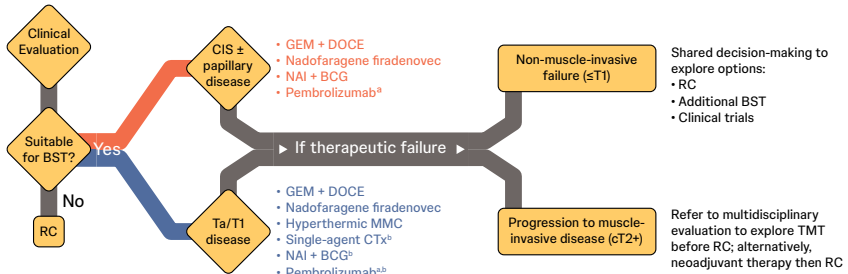 Clinical
Evaluation
Suitable
for BST?
Yes
No
RC
CIS ±
papillary
disease
• GEM + DOCE
• Nadofaragene firadenovec
• NAI + BCG
• Pembrolizumabᵃ
Ta/T1
disease
• GEM + DOCE
• Nadofaragene firadenovec
• Hyperthermic MMC
• Single-agent CTxᵇ
• NAI + BCGᵇ
• Pembrolizumabᵃ,ᵇ
▶ If therapeutic failure ▶
Non-muscle-invasive
failure (≤T1)
Shared decision-making to
explore options:
• RC
• Additional BST
• Clinical trials
Progression to muscle-
invasive disease (cT2+)
Refer to multidisciplinary
evaluation to explore TMT
before RC; alternatively,
neoadjuvant therapy then RC